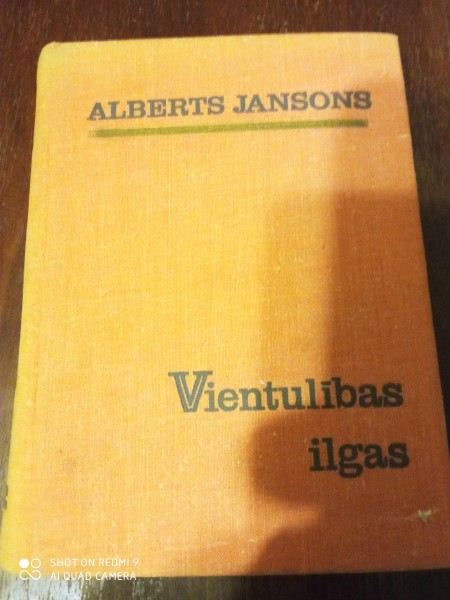 ALBERTS JANSONS
Vientulības
ilgas
SHOT ON REDMI 9
AI QUAD CAMERA